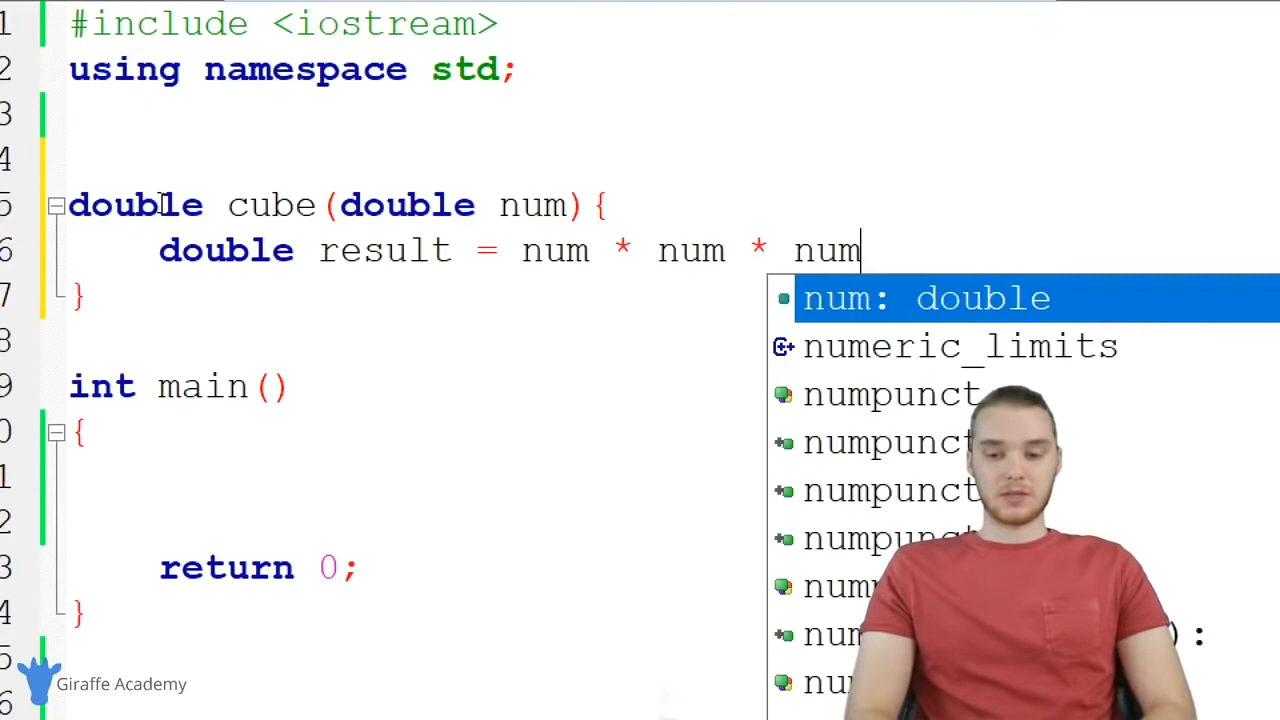 1 #include <iostream>
2 using namespace std;
3
4
5 double cube(double num){
6 double result = num * num * num
7 }
8
9 int main()
0 {
1
2
3 return 0;
4 }
5
6
num: double
numeric_limits
numpunct
numpunct
numpunct
Giraffe Academy